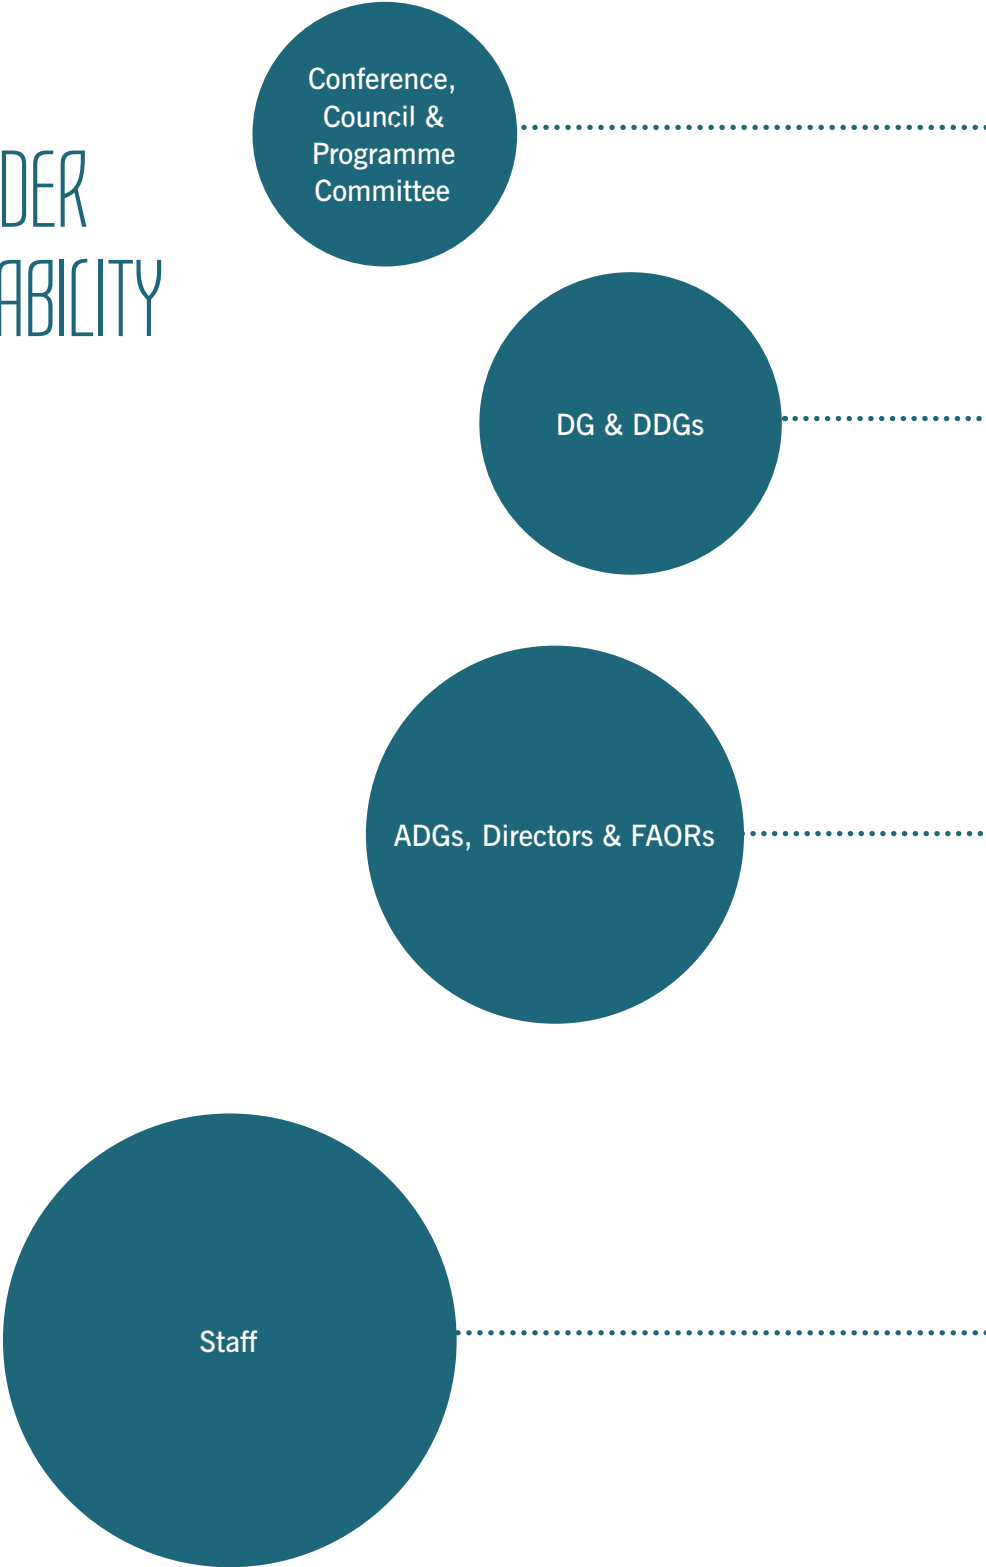 DER
ABILITY
Conference,
Council &
Programme
Committee
DG & DDGs
ADGs, Directors & FAORs
Staff